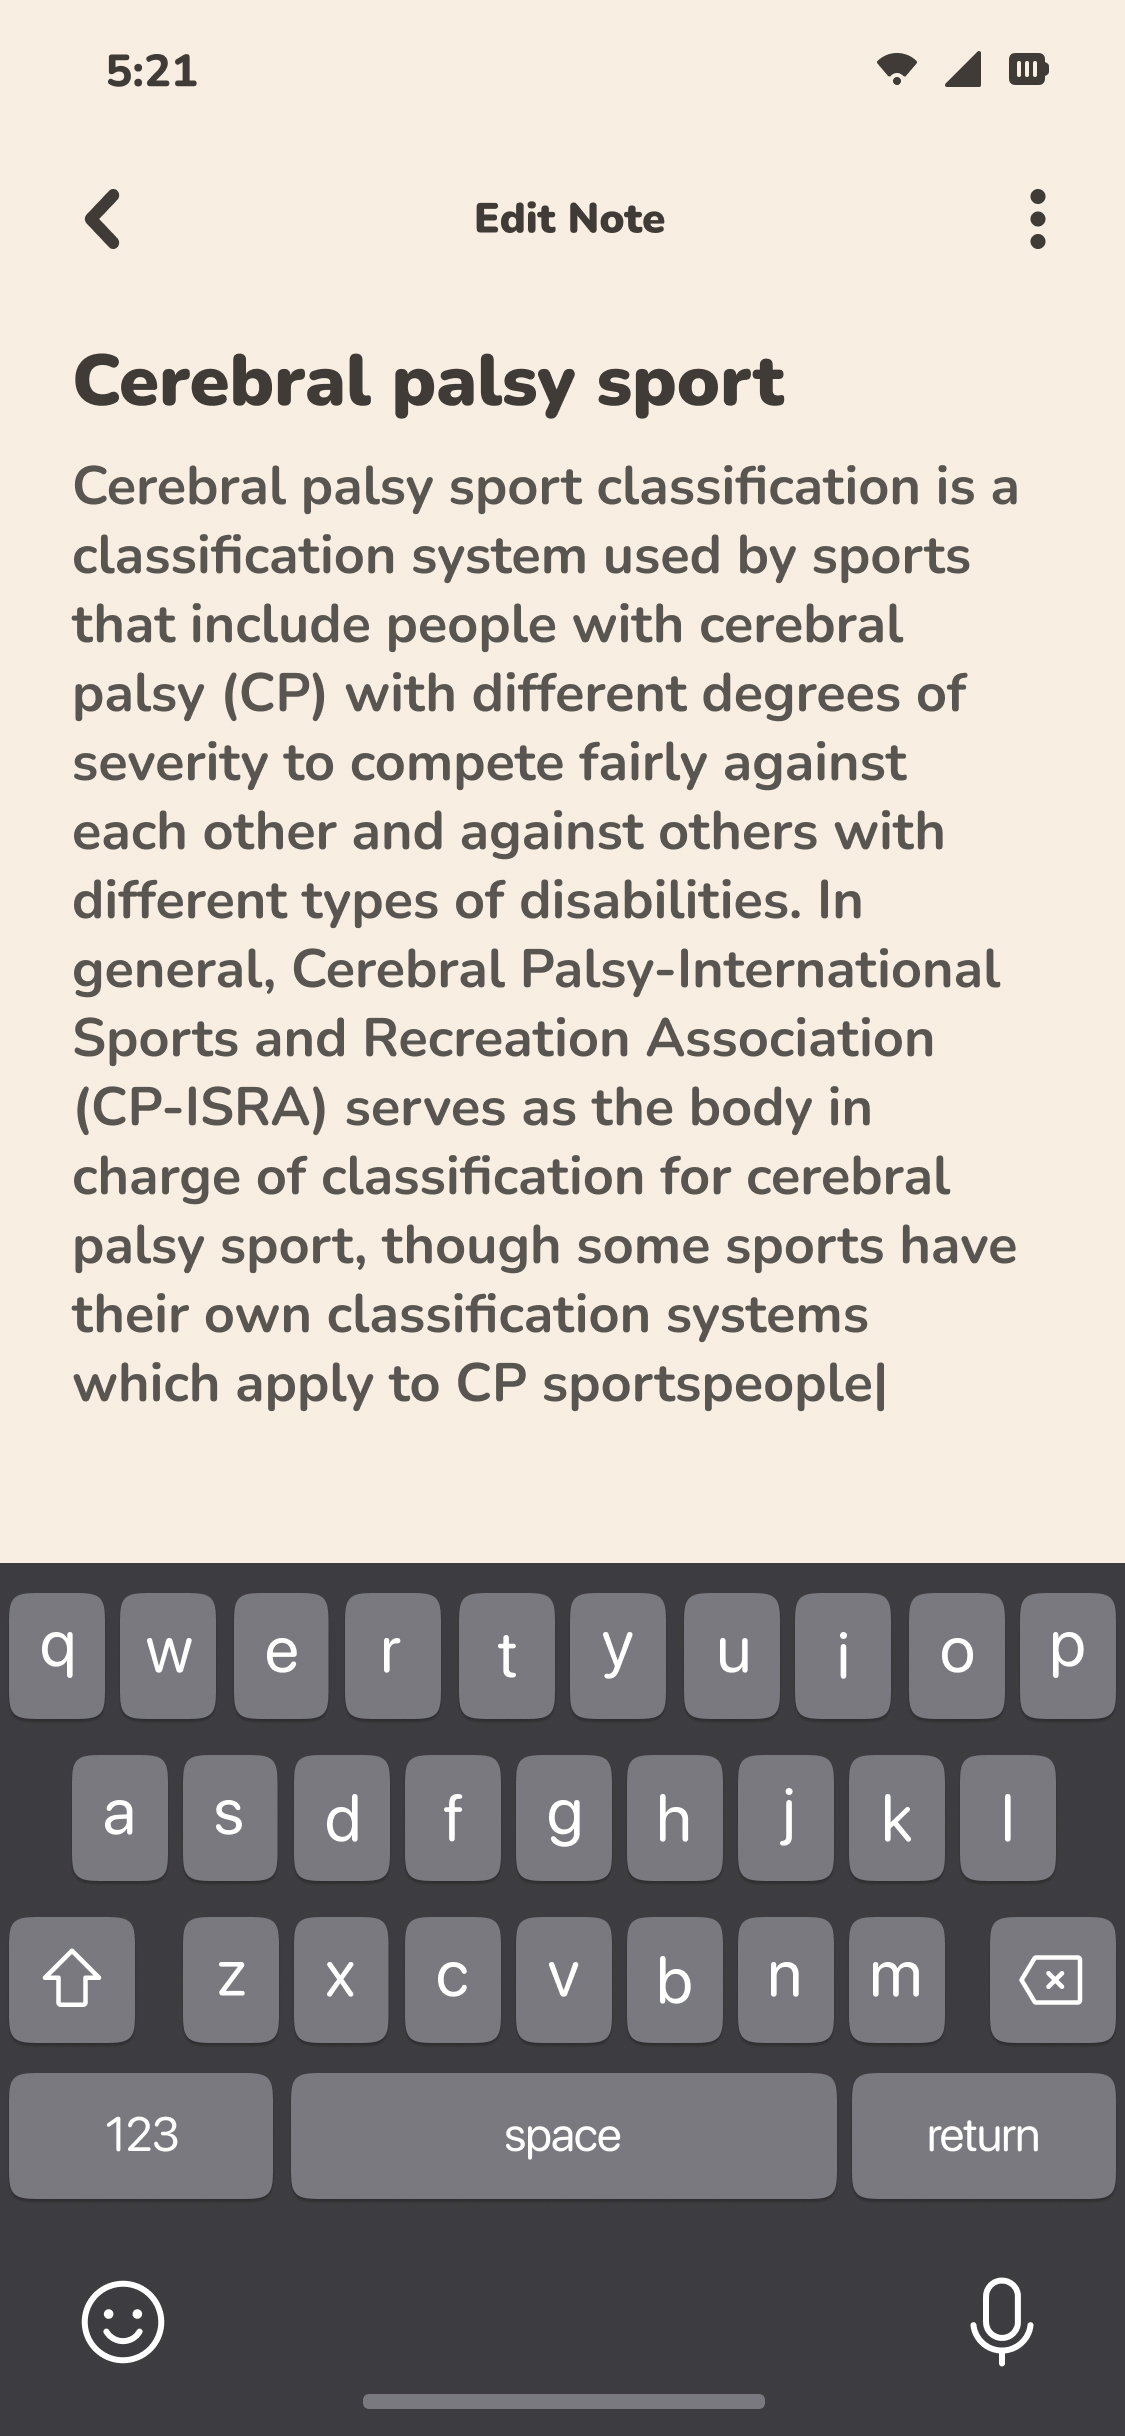 5:21
Edit Note
Cerebral palsy sport
Cerebral palsy sport classification is a
classification system used by sports
that include people with cerebral
palsy (CP) with different degrees of
severity to compete fairly against
each other and against others with
different types of disabilities. In
general, Cerebral Palsy-International
Sports and Recreation Association
(CP-ISRA) serves as the body in
charge of classification for cerebral
palsy sport, though some sports have
their own classification systems
which apply to CP sportspeople
q w e r t y u i o p
a s d f g h j k l
z x c v b n m
123 space return